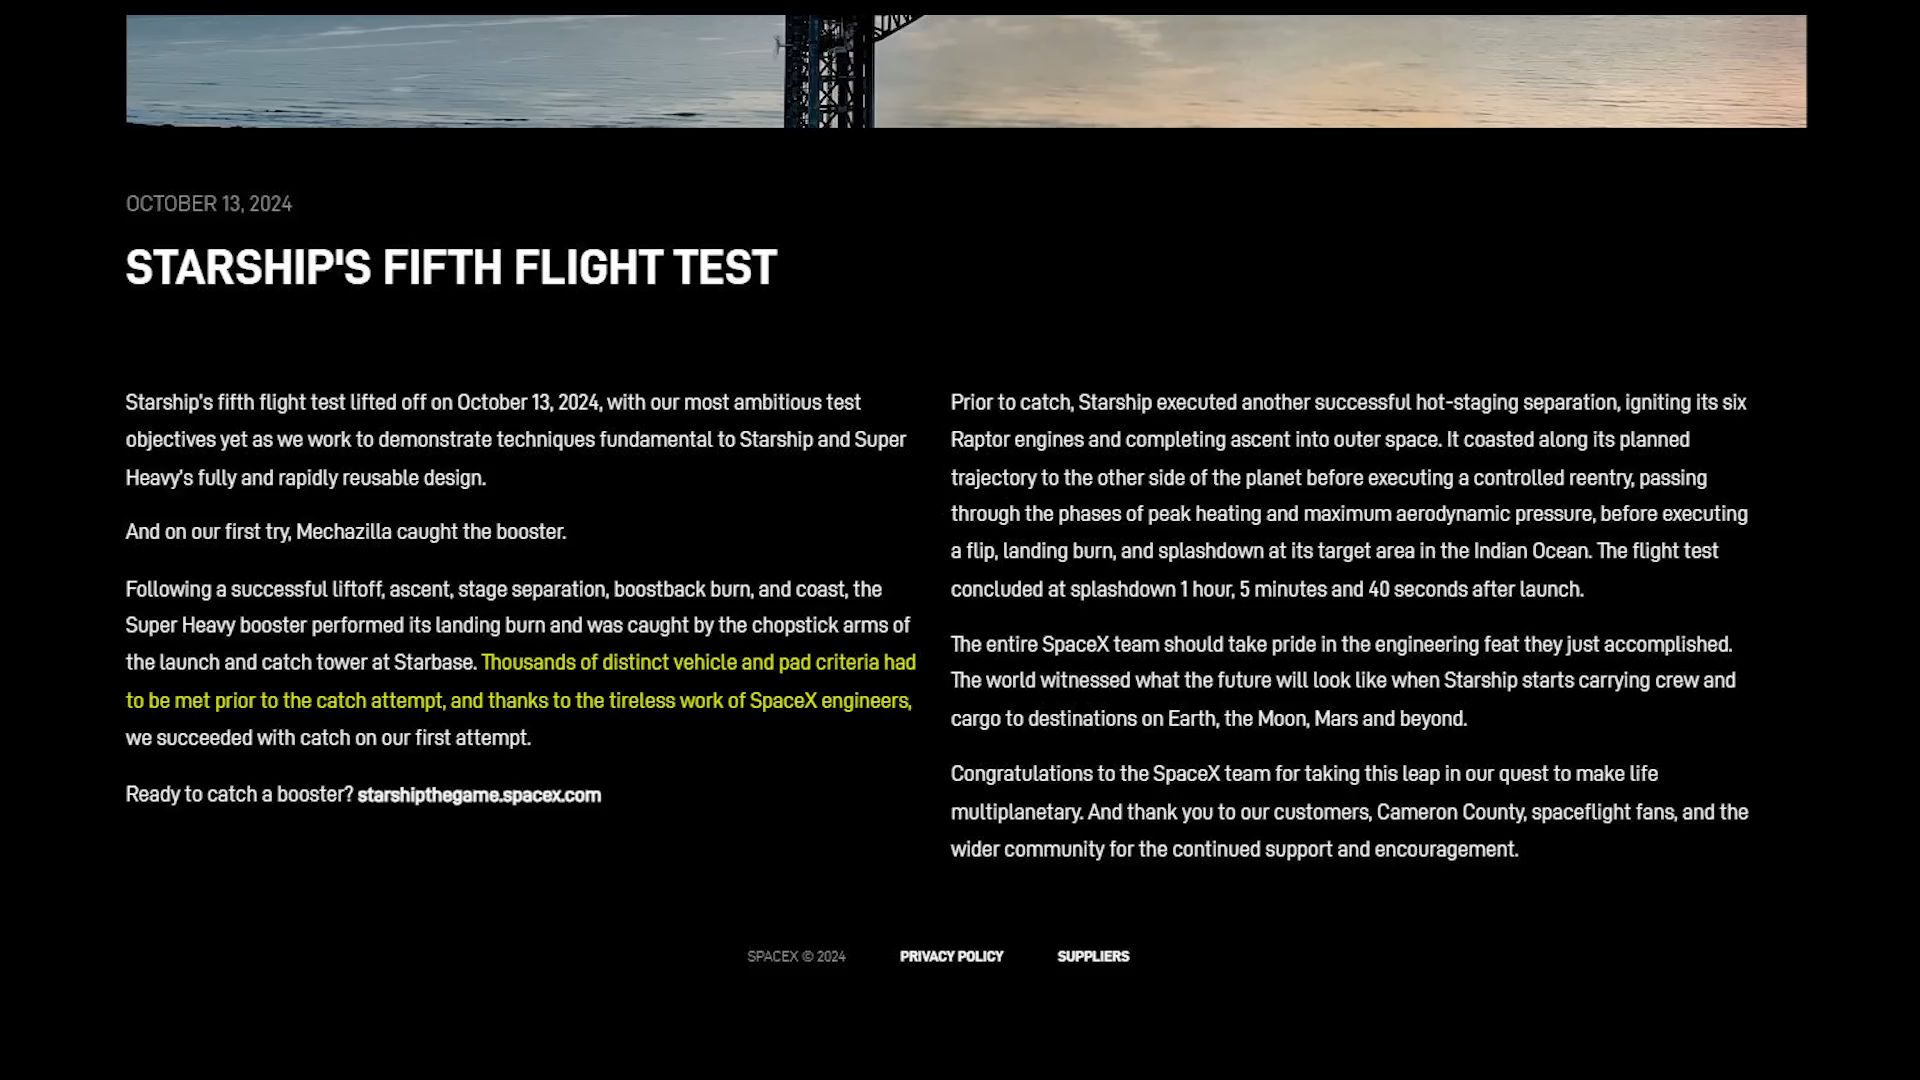 OCTOBER 13, 2024
STARSHIP'S FIFTH FLIGHT TEST
Starship's fifth flight test lifted off on October 13, 2024, with our most ambitious test
objectives yet as we work to demonstrate techniques fundamental to Starship and Super
Heavy's fully and rapidly reusable design.
And on our first try, Mechazilla caught the booster.
Following a successful liftoff, ascent, stage separation, boostback burn, and coast, the
Super Heavy booster performed its landing burn and was caught by the chopstick arms of
the launch and catch tower at Starbase. Thousands of distinct vehicle and pad criteria had
to be met prior to the catch attempt, and thanks to the tireless work of SpaceX engineers,
we succeeded with catch on our first attempt.
Ready to catch a booster? starshipthegame.spacex.com
Prior to catch, Starship executed another successful hot-staging separation, igniting its six
Raptor engines and completing ascent into outer space. It coasted along its planned
trajectory to the other side of the planet before executing a controlled reentry, passing
through the phases of peak heating and maximum aerodynamic pressure, before executing
a flip, landing burn, and splashdown at its target area in the Indian Ocean. The flight test
concluded at splashdown 1 hour, 5 minutes and 40 seconds after launch.
The entire SpaceX team should take pride in the engineering feat they just accomplished.
The world witnessed what the future will look like when Starship starts carrying crew and
cargo to destinations on Earth, the Moon, Mars and beyond.
Congratulations to the SpaceX team for taking this leap in our quest to make life
multiplanetary. And thank you to our customers, Cameron County, spaceflight fans, and the
wider community for the continued support and encouragement.
SPACEX © 2024 PRIVACY POLICY SUPPLIERS